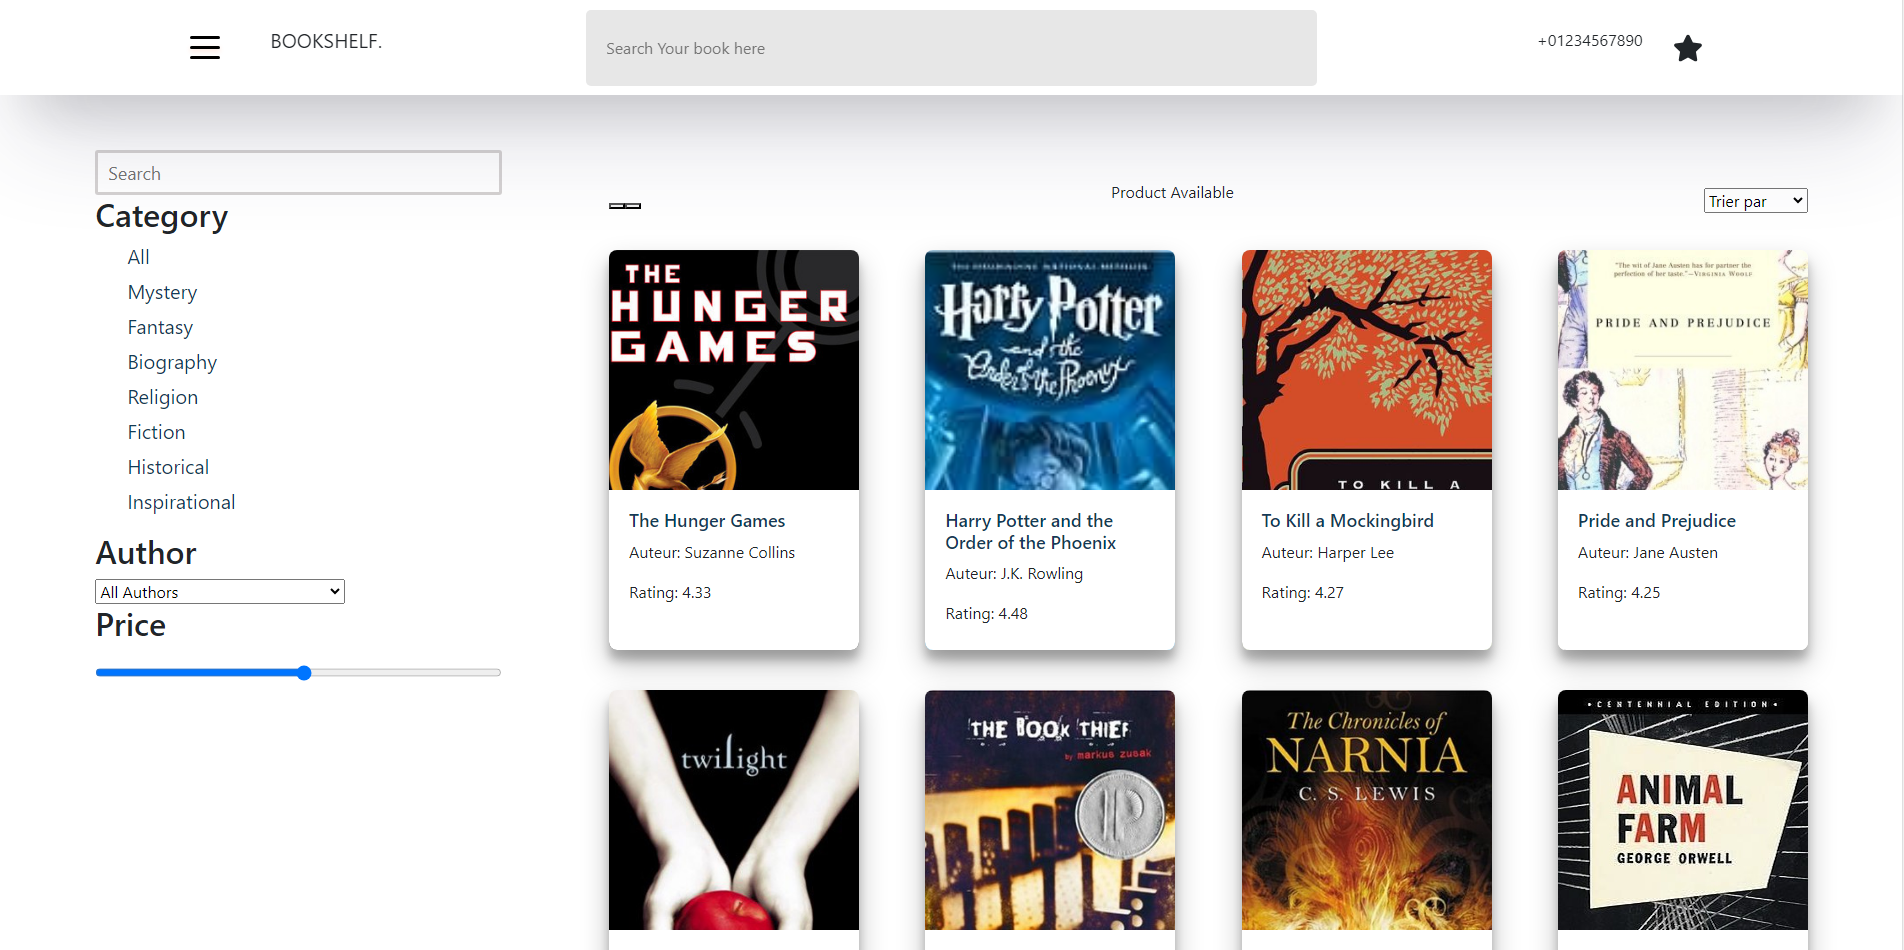 BOOKSHELF.
Search Your book here
+01234567890
Search
Category
All
Mystery
Fantasy
Biography
Religion
Fiction
Historical
Inspirational
Author
All Authors
Price
Product Available
Trier par
THE
HUNGER
GAMES
The Hunger Games
Auteur: Suzanne Collins
Rating: 4.33
Harry Potter
and the
Order of the Phoenix
Harry Potter and the
Order of the Phoenix
Auteur: J.K. Rowling
Rating: 4.48
TO KILL A
To Kill a Mockingbird
Auteur: Harper Lee
Rating: 4.27
"The wit of Jane Austen has for partner the
perfection of her taste."—VIRGINIA WOOLF
PRIDE AND PREJUDICE
Pride and Prejudice
Auteur: Jane Austen
Rating: 4.25
twilight
THE BOOK THIEF
by markus zusak
The Chronicles of
NARNIA
C. S. LEWIS
•CENTENNIAL EDITION•
ANIMAL
FARM
GEORGE ORWELL